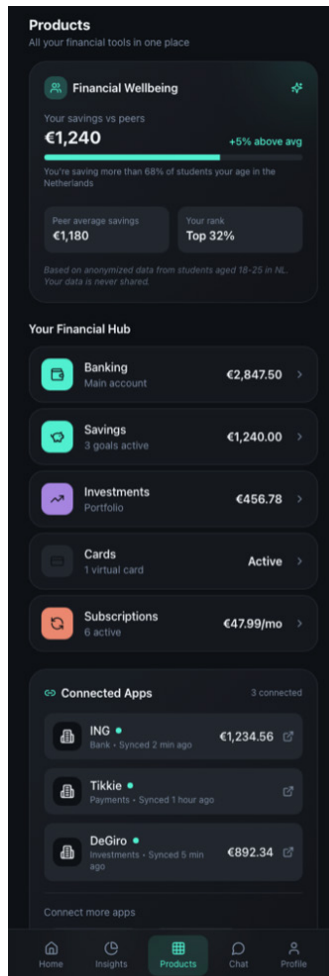 Products
All your financial tools in one place
Financial Wellbeing
Your savings vs peers
€1,240
+5% above avg
You're saving more than 68% of students your age in the
Netherlands
Peer average savings
€1,180
Your rank
Top 32%
Based on anonymized data from students aged 18-25 in NL.
Your data is never shared.
Your Financial Hub
Banking
Main account
€2,847.50
Savings
3 goals active
€1,240.00
Investments
Portfolio
€456.78
Cards
1 virtual card
Active
Subscriptions
6 active
€47.99/mo
Connected Apps
3 connected
ING
Bank • Synced 2 min ago
€1,234.56
Tikkie
Payments • Synced 1 hour ago
DeGiro
Investments • Synced 5 min
ago
€892.34
Connect more apps
Home
Insights
Products
Chat
Profile